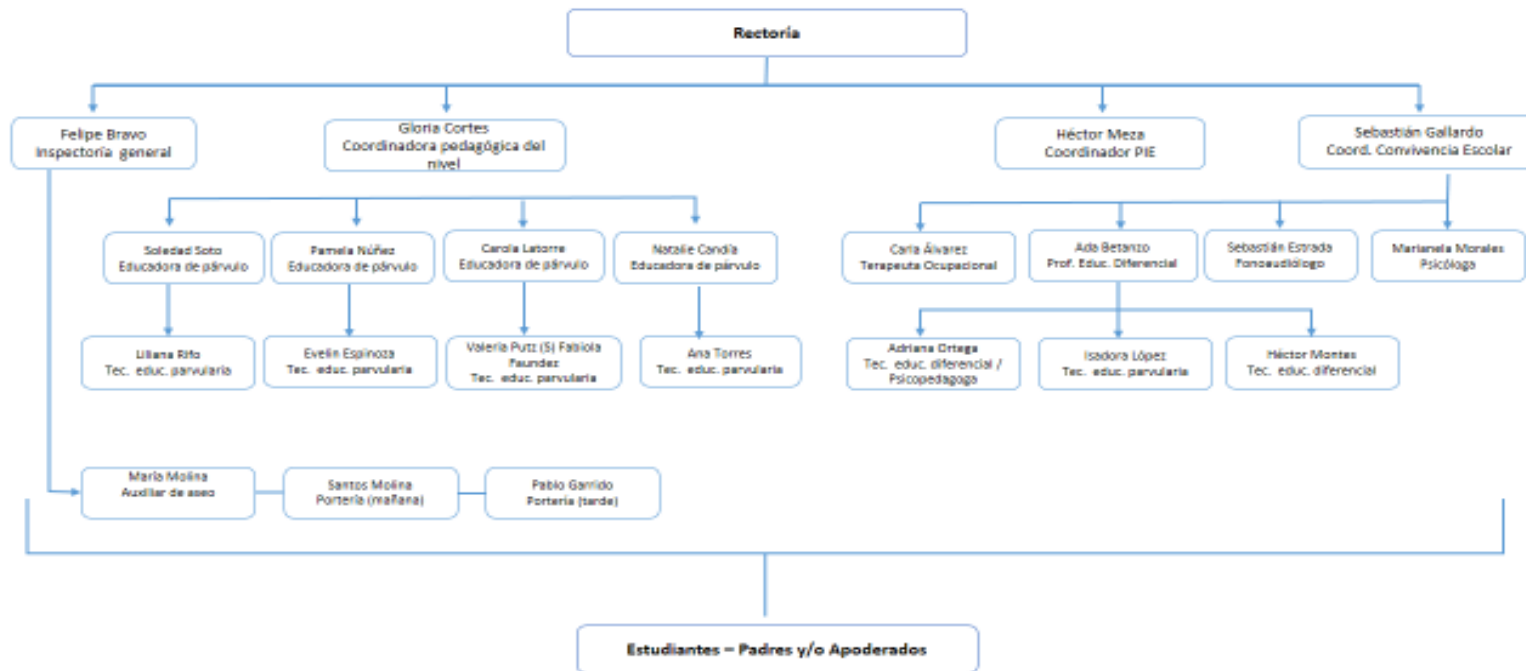 Rectoría
Felipe Bravo
Inspectoría general
Gloria Cortes
Coordinadora pedagógica del
nivel
Héctor Meza
Coordinador PIE
Sebastián Gallardo
Coord. Convivencia Escolar
Soledad Soto
Educadora de párvulo
Pamela Núñez
Educadora de párvulo
Carola Latorre
Educadora de párvulo
Natalie Candía
Educadora de párvulo
Carla Álvarez
Terapeuta Ocupacional
Ada Betanzo
Prof. Educ. Diferencial
Sebastián Estrada
Fonoaudiólogo
Marianela Morales
Psicóloga
Liliana Rifo
Tec. educ. parvularia
Evelin Espinoza
Tec. educ. parvularia
Valeria Putz (S) Fabiola
Faundez
Tec. educ. parvularia
Ana Torres
Tec. educ. parvularia
Adriana Ortega
Tec. educ. diferencial /
Psicopedagoga
Isadora López
Tec. educ. parvularia
Héctor Montes
Tec. educ. diferencial
María Molina
Auxiliar de aseo
Santos Molina
Portería (mañana)
Pablo Garrido
Portería (tarde)
Estudiantes – Padres y/o Apoderados